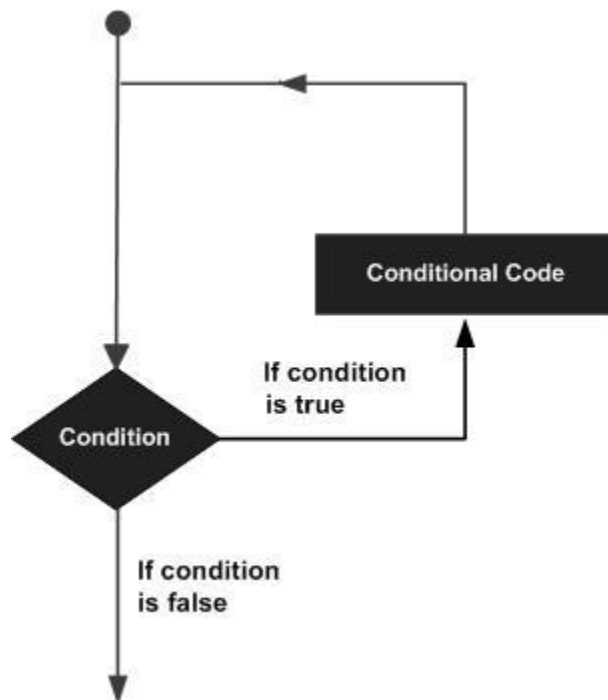 Conditional Code
If condition
is true
Condition
If condition
is false